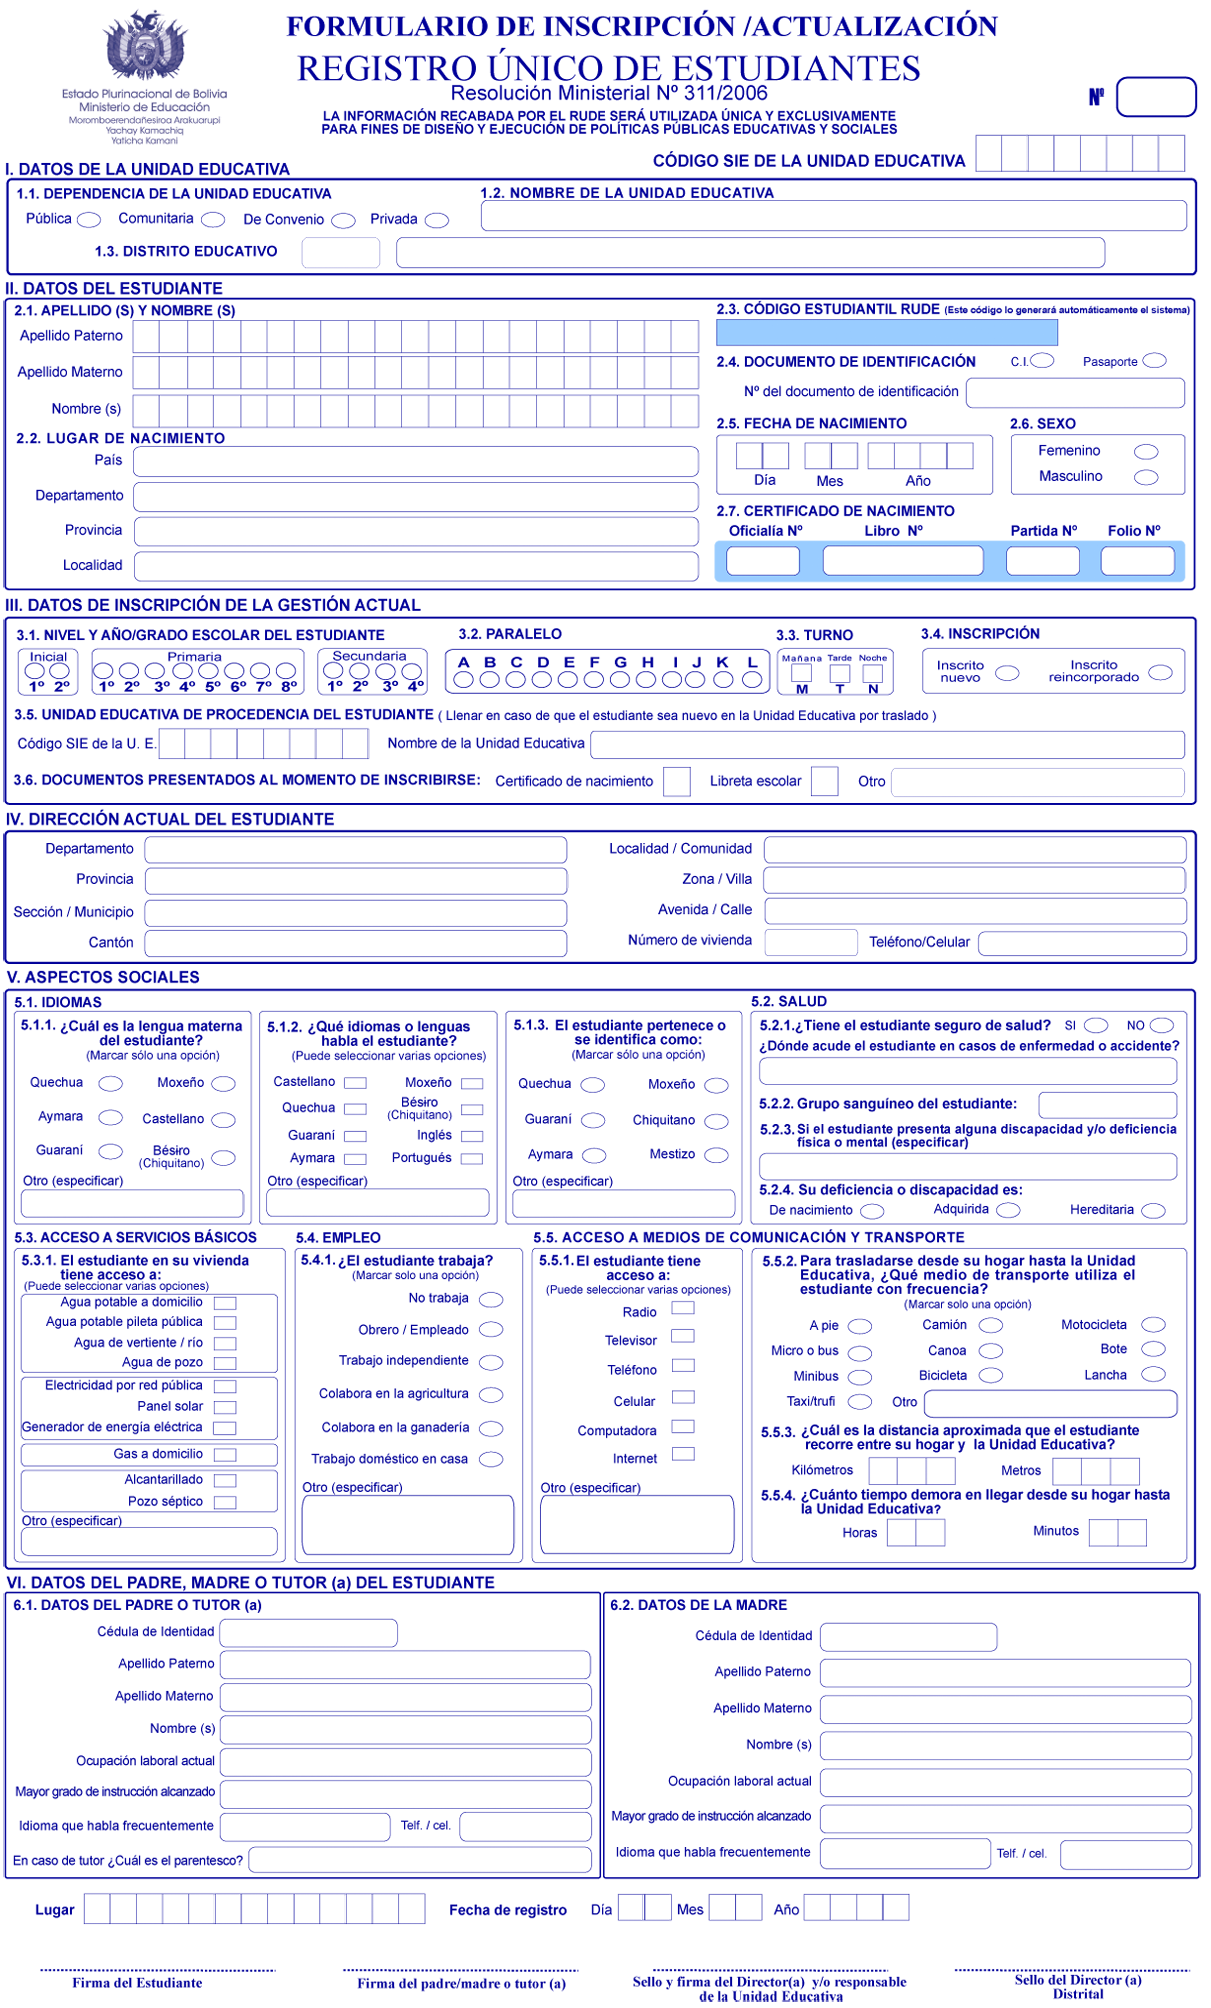 FORMULARIO DE INSCRIPCIÓN /ACTUALIZACIÓN
REGISTRO ÚNICO DE ESTUDIANTES
Resolución Ministerial Nº 311/2006
LA INFORMACIÓN RECABADA POR EL RUDE SERÁ UTILIZADA ÚNICA Y EXCLUSIVAMENTE
PARA FINES DE DISEÑO Y EJECUCIÓN DE POLÍTICAS PÚBLICAS EDUCATIVAS Y SOCIALES
Estado Plurinacional de Bolivia
Ministerio de Educación
Moromboerendañesiroa Arakuarupi
Yachay Kamachiq
Yaticha Kamani
Nº
CÓDIGO SIE DE LA UNIDAD EDUCATIVA
I. DATOS DE LA UNIDAD EDUCATIVA
1.1. DEPENDENCIA DE LA UNIDAD EDUCATIVA
Pública Comunitaria De Convenio Privada
1.2. NOMBRE DE LA UNIDAD EDUCATIVA
1.3. DISTRITO EDUCATIVO
II. DATOS DEL ESTUDIANTE
2.1. APELLIDO (S) Y NOMBRE (S)
Apellido Paterno
Apellido Materno
Nombre (s)
2.2. LUGAR DE NACIMIENTO
País
Departamento
Provincia
Localidad
2.3. CÓDIGO ESTUDIANTIL RUDE (Este código lo generará automáticamente el sistema)
2.4. DOCUMENTO DE IDENTIFICACIÓN C.I. Pasaporte
Nº del documento de identificación
2.5. FECHA DE NACIMIENTO
Día Mes Año
2.6. SEXO
Femenino
Masculino
2.7. CERTIFICADO DE NACIMIENTO
Oficialía Nº Libro Nº Partida Nº Folio Nº
III. DATOS DE INSCRIPCIÓN DE LA GESTIÓN ACTUAL
3.1. NIVEL Y AÑO/GRADO ESCOLAR DEL ESTUDIANTE
Inicial Primaria Secundaria
1º 2º 1º 2º 3º 4º 5º 6º 7º 8º 1º 2º 3º 4º
3.2. PARALELO
A B C D E F G H I J K L
3.3. TURNO
Mañana Tarde Noche
M T N
3.4. INSCRIPCIÓN
Inscrito nuevo
Inscrito reincorporado
3.5. UNIDAD EDUCATIVA DE PROCEDENCIA DEL ESTUDIANTE ( Llenar en caso de que el estudiante sea nuevo en la Unidad Educativa por traslado )
Código SIE de la U. E. Nombre de la Unidad Educativa
3.6. DOCUMENTOS PRESENTADOS AL MOMENTO DE INSCRIBIRSE: Certificado de nacimiento Libreta escolar Otro
IV. DIRECCIÓN ACTUAL DEL ESTUDIANTE
Departamento Localidad / Comunidad
Provincia Zona / Villa
Sección / Municipio Avenida / Calle
Cantón Número de vivienda Teléfono/Celular
V. ASPECTOS SOCIALES
5.1. IDIOMAS
5.1.1. ¿Cuál es la lengua materna
del estudiante?
(Marcar sólo una opción)
Quechua Moxeño
Aymara Castellano
Guaraní Bésɨro
(Chiquitano)
Otro (especificar)
5.1.2. ¿Qué idiomas o lenguas
habla el estudiante?
(Puede seleccionar varias opciones)
Castellano Moxeño
Quechua Bésɨro
(Chiquitano)
Guaraní Inglés
Aymara Portugués
Otro (especificar)
5.1.3. El estudiante pertenece o
se identifica como:
(Marcar sólo una opción)
Quechua Moxeño
Guaraní Chiquitano
Aymara Mestizo
Otro (especificar)
5.2. SALUD
5.2.1.¿Tiene el estudiante seguro de salud? SI NO
¿Dónde acude el estudiante en casos de enfermedad o accidente?
5.2.2. Grupo sanguíneo del estudiante:
5.2.3. Si el estudiante presenta alguna discapacidad y/o deficiencia
física o mental (especificar)
5.2.4. Su deficiencia o discapacidad es:
De nacimiento Adquirida Hereditaria
5.3. ACCESO A SERVICIOS BÁSICOS
5.3.1. El estudiante en su vivienda
tiene acceso a:
(Puede seleccionar varias opciones)
Agua potable a domicilio
Agua potable pileta pública
Agua de vertiente / río
Agua de pozo
Electricidad por red pública
Panel solar
Generador de energía eléctrica
Gas a domicilio
Alcantarillado
Pozo séptico
Otro (especificar)
5.4. EMPLEO
5.4.1. ¿El estudiante trabaja?
(Marcar solo una opción)
No trabaja
Obrero / Empleado
Trabajo independiente
Colabora en la agricultura
Colabora en la ganadería
Trabajo doméstico en casa
Otro (especificar)
5.5. ACCESO A MEDIOS DE COMUNICACIÓN Y TRANSPORTE
5.5.1. El estudiante tiene
acceso a:
(Puede seleccionar varias opciones)
Radio
Televisor
Teléfono
Celular
Computadora
Internet
Otro (especificar)
5.5.2. Para trasladarse desde su hogar hasta la Unidad
Educativa, ¿Qué medio de transporte utiliza el
estudiante con frecuencia?
(Marcar solo una opción)
A pie Camión Motocicleta
Micro o bus Canoa Bote
Minibus Bicicleta Lancha
Taxi/trufi Otro
5.5.3. ¿Cuál es la distancia aproximada que el estudiante
recorre entre su hogar y la Unidad Educativa?
Kilómetros Metros
5.5.4. ¿Cuánto tiempo demora en llegar desde su hogar hasta
la Unidad Educativa?
Horas Minutos
VI. DATOS DEL PADRE, MADRE O TUTOR (a) DEL ESTUDIANTE
6.1. DATOS DEL PADRE O TUTOR (a)
Cédula de Identidad
Apellido Paterno
Apellido Materno
Nombre (s)
Ocupación laboral actual
Mayor grado de instrucción alcanzado
Idioma que habla frecuentemente Telf. / cel.
En caso de tutor ¿Cuál es el parentesco?
6.2. DATOS DE LA MADRE
Cédula de Identidad
Apellido Paterno
Apellido Materno
Nombre (s)
Ocupación laboral actual
Mayor grado de instrucción alcanzado
Idioma que habla frecuentemente Telf. / cel.
Lugar Fecha de registro Día Mes Año
Firma del Estudiante
Firma del padre/madre o tutor (a)
Sello y firma del Director(a) y/o responsable
de la Unidad Educativa
Sello del Director (a)
Distrital